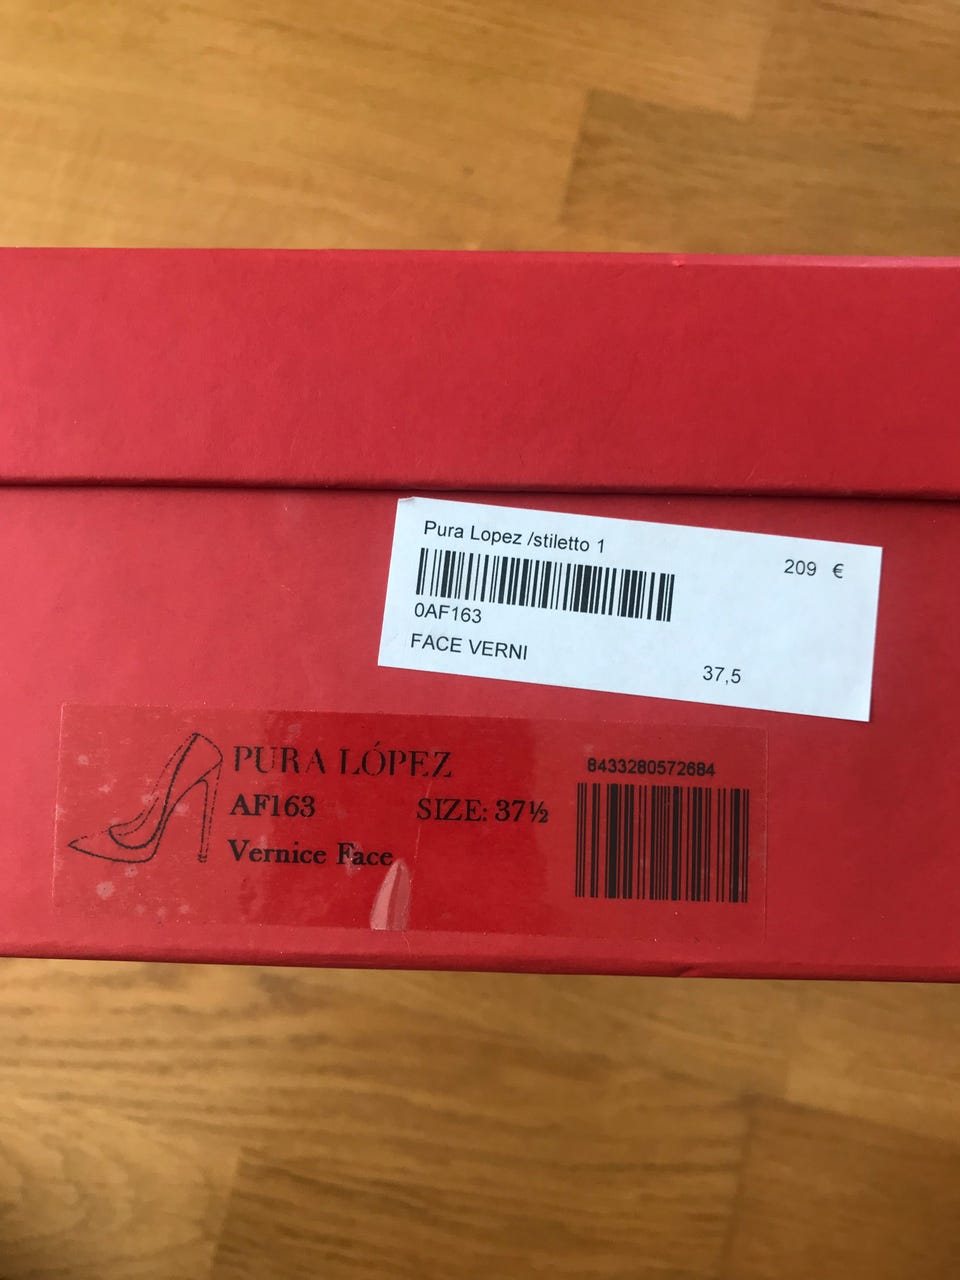 Pura Lopez /stiletto 1
209 €
0AF163
FACE VERNI
37,5
PURA LÓPEZ
8433280572684
AF163 SIZE: 37½
Vernice Face